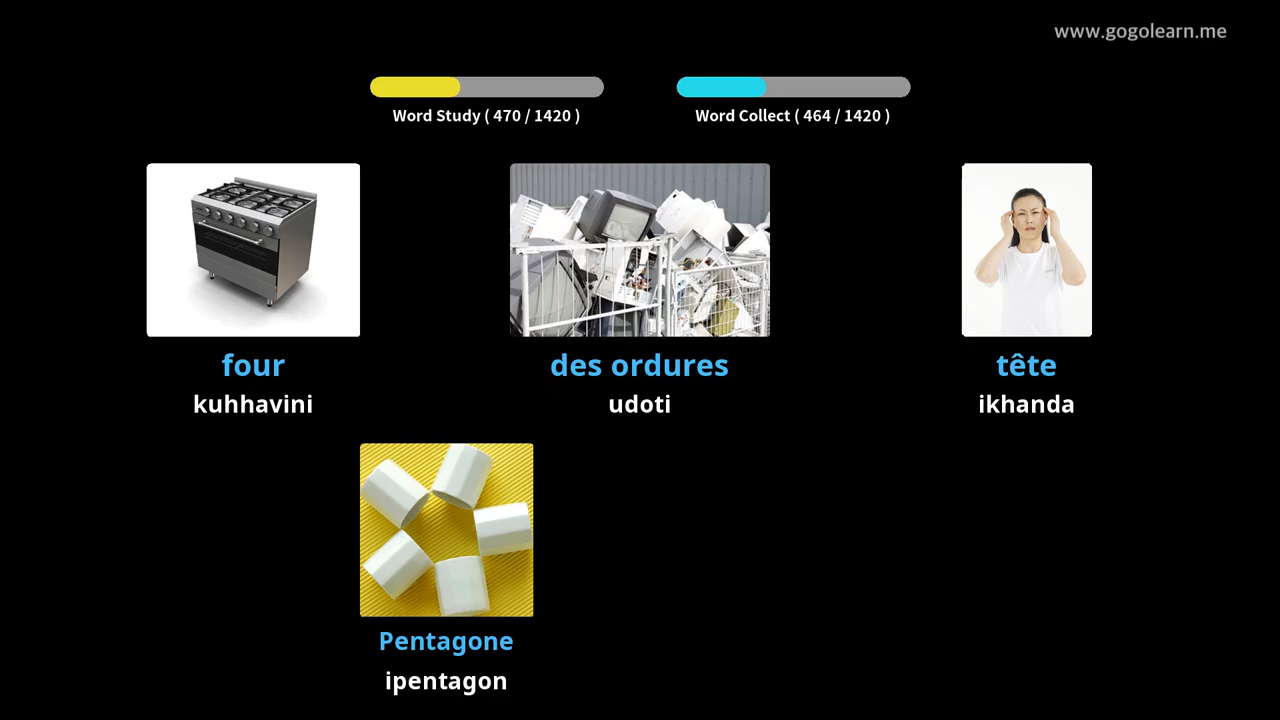 www.gogolearn.me
Word Study ( 470 / 1420 )
Word Collect ( 464 / 1420 )
four
des ordures
tête
kuhhavini
udoti
ikhanda
Pentagone
ipentagon